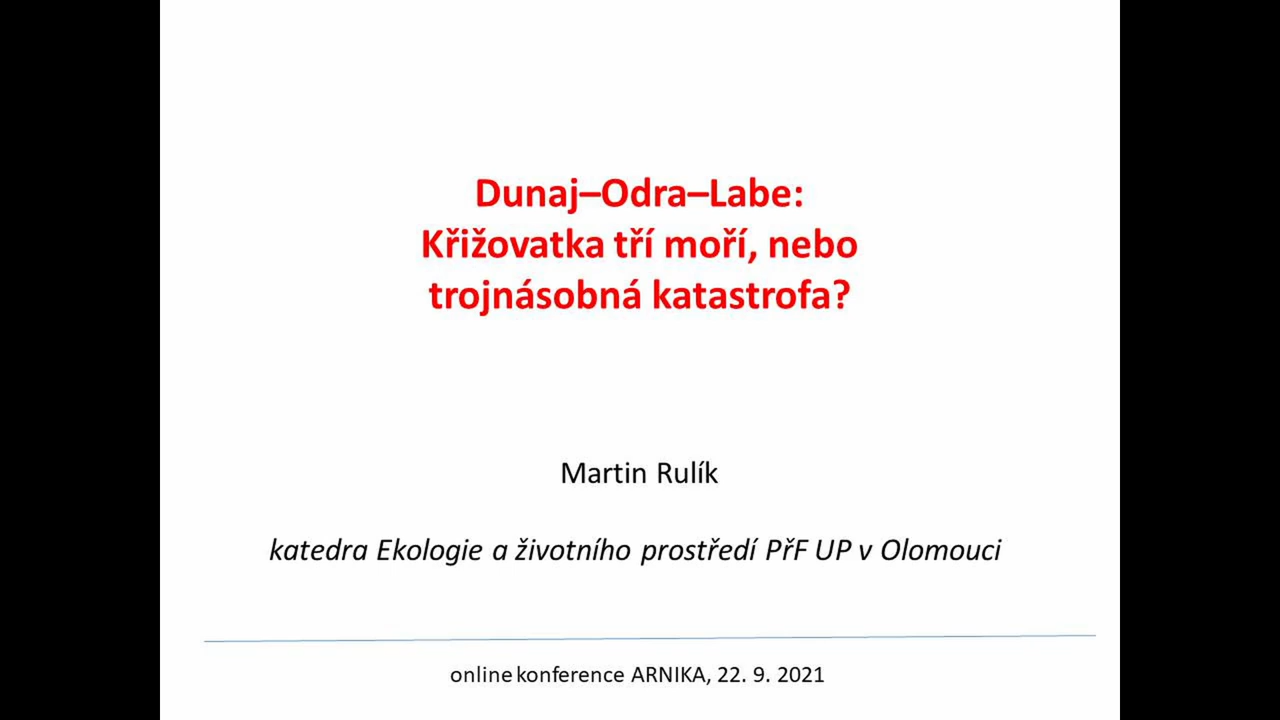 Dunaj–Odra–Labe:
Křižovatka tří moří, nebo
trojnásobná katastrofa?
Martin Rulík
katedra Ekologie a životního prostředí PřF UP v Olomouci
online konference ARNIKA, 22. 9. 2021